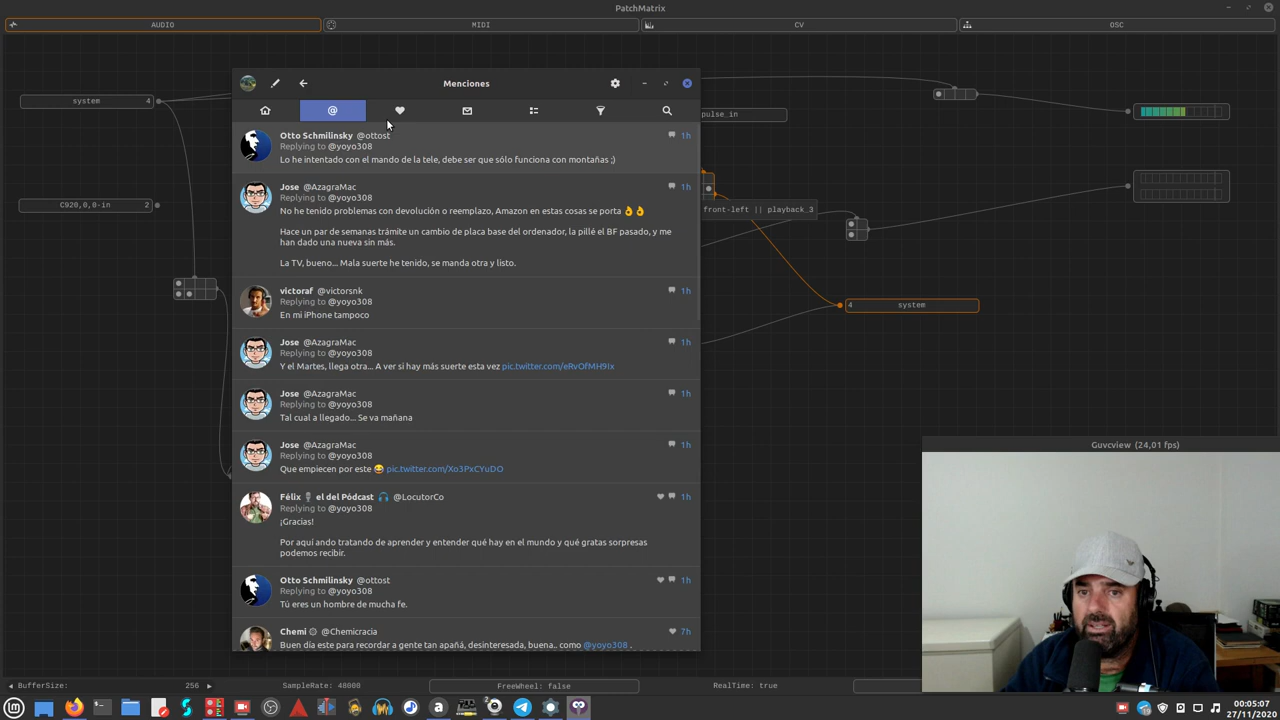 PatchMatrix
AUDIO
MIDI
CV
OSC
system 4
C920,0,0-in 2
pulse_in
front-left || playback_3
4 system
Menciones
@
Otto Schmilinsky @ottost 1h
Replying to @yoyo308
Lo he intentado con el mando de la tele, debe ser que sólo funciona con montañas ;)
Jose @AzagraMac 1h
Replying to @yoyo308
No he tenido problemas con devolución o reemplazo, Amazon en estas cosas se porta 👌👌
Hace un par de semanas trámite un cambio de placa base del ordenador, la pillé el BF pasado, y me
han dado una nueva sin más.
La TV, bueno... Mala suerte he tenido, se manda otra y listo.
victoraf @victorsnk 1h
Replying to @yoyo308
En mi iPhone tampoco
Jose @AzagraMac 1h
Replying to @yoyo308
Y el Martes, llega otra... A ver si hay más suerte esta vez pic.twitter.com/eRvOfMH9Ix
Jose @AzagraMac 1h
Replying to @yoyo308
Tal cual a llegado... Se va mañana
Jose @AzagraMac 1h
Replying to @yoyo308
Que empiecen por este 😂 pic.twitter.com/Xo3PxCYuDO
Félix 🎙 el del Pódcast 🎧 @LocutorCo 1h
Replying to @yoyo308
¡Gracias!
Por aquí ando tratando de aprender y entender qué hay en el mundo y qué gratas sorpresas
podemos recibir.
Otto Schmilinsky @ottost 1h
Replying to @yoyo308
Tú eres un hombre de mucha fe.
Chemi @Chemicracia 7h
Buen día este para recordar a gente tan apañá, desinteresada, buena.. como @yoyo308 .
Guvcview (24,01 fps)
BufferSize: 256
SampleRate: 48000
FreeWheel: false
RealTime: true
00:05:07
27/11/2020